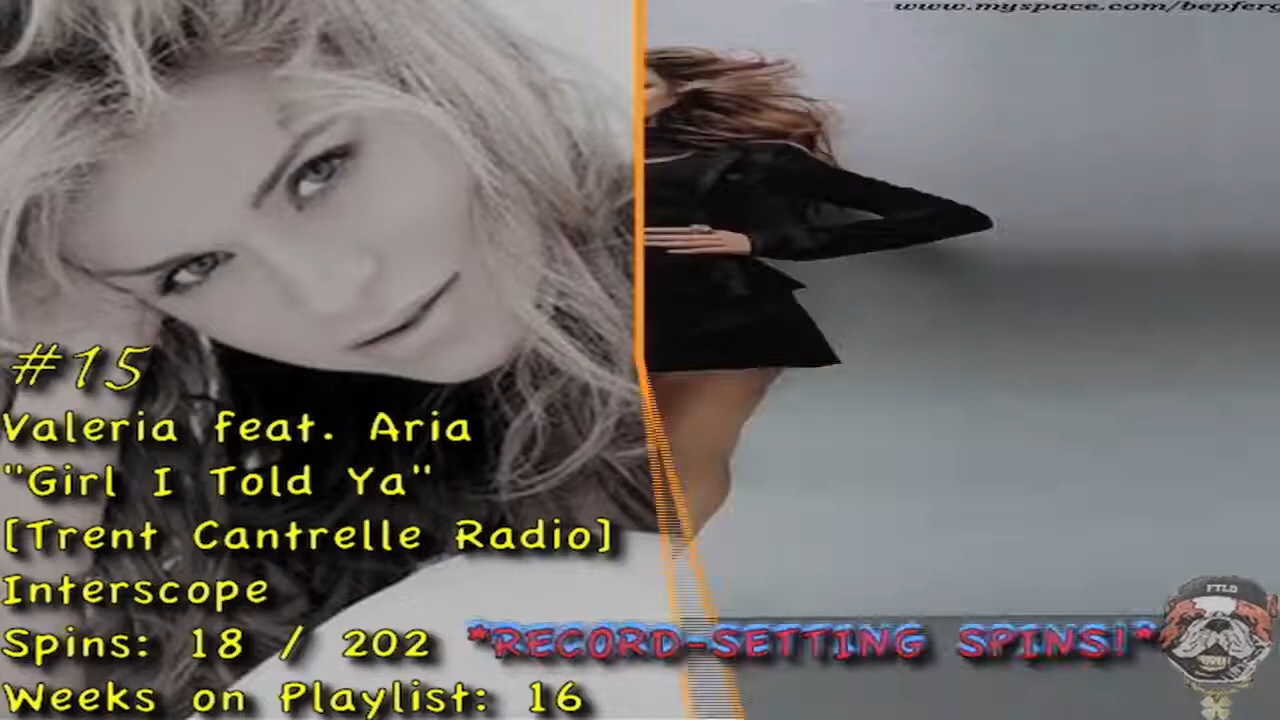 www.myspace.com/bepferg
#15
Valeria feat. Aria
"Girl I Told Ya"
[Trent Cantrelle Radio]
Interscope
Spins: 18 / 202 *RECORD-SETTING SPINS!*
Weeks on Playlist: 16
FTLD